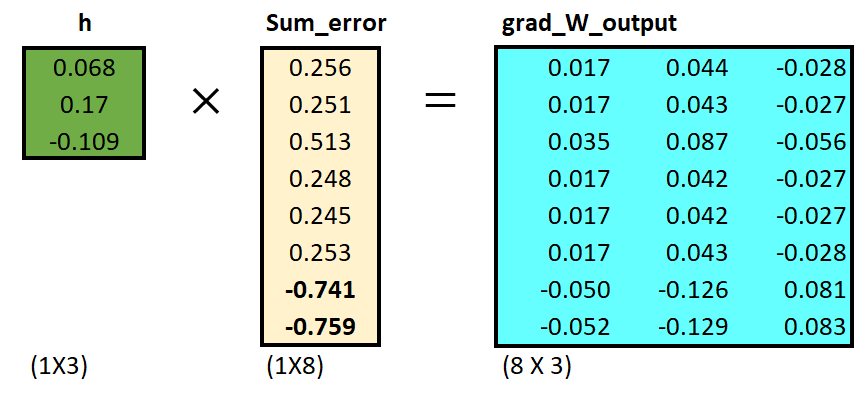 h Sum_error grad_W_output
0.068 0.256 0.017 0.044 -0.028
0.17 × 0.251 = 0.017 0.043 -0.027
-0.109 0.513 0.035 0.087 -0.056
0.248 0.017 0.042 -0.027
0.245 0.017 0.042 -0.027
0.253 0.017 0.043 -0.028
-0.741 -0.050 -0.126 0.081
-0.759 -0.052 -0.129 0.083
(1X3) (1X8) (8 X 3)